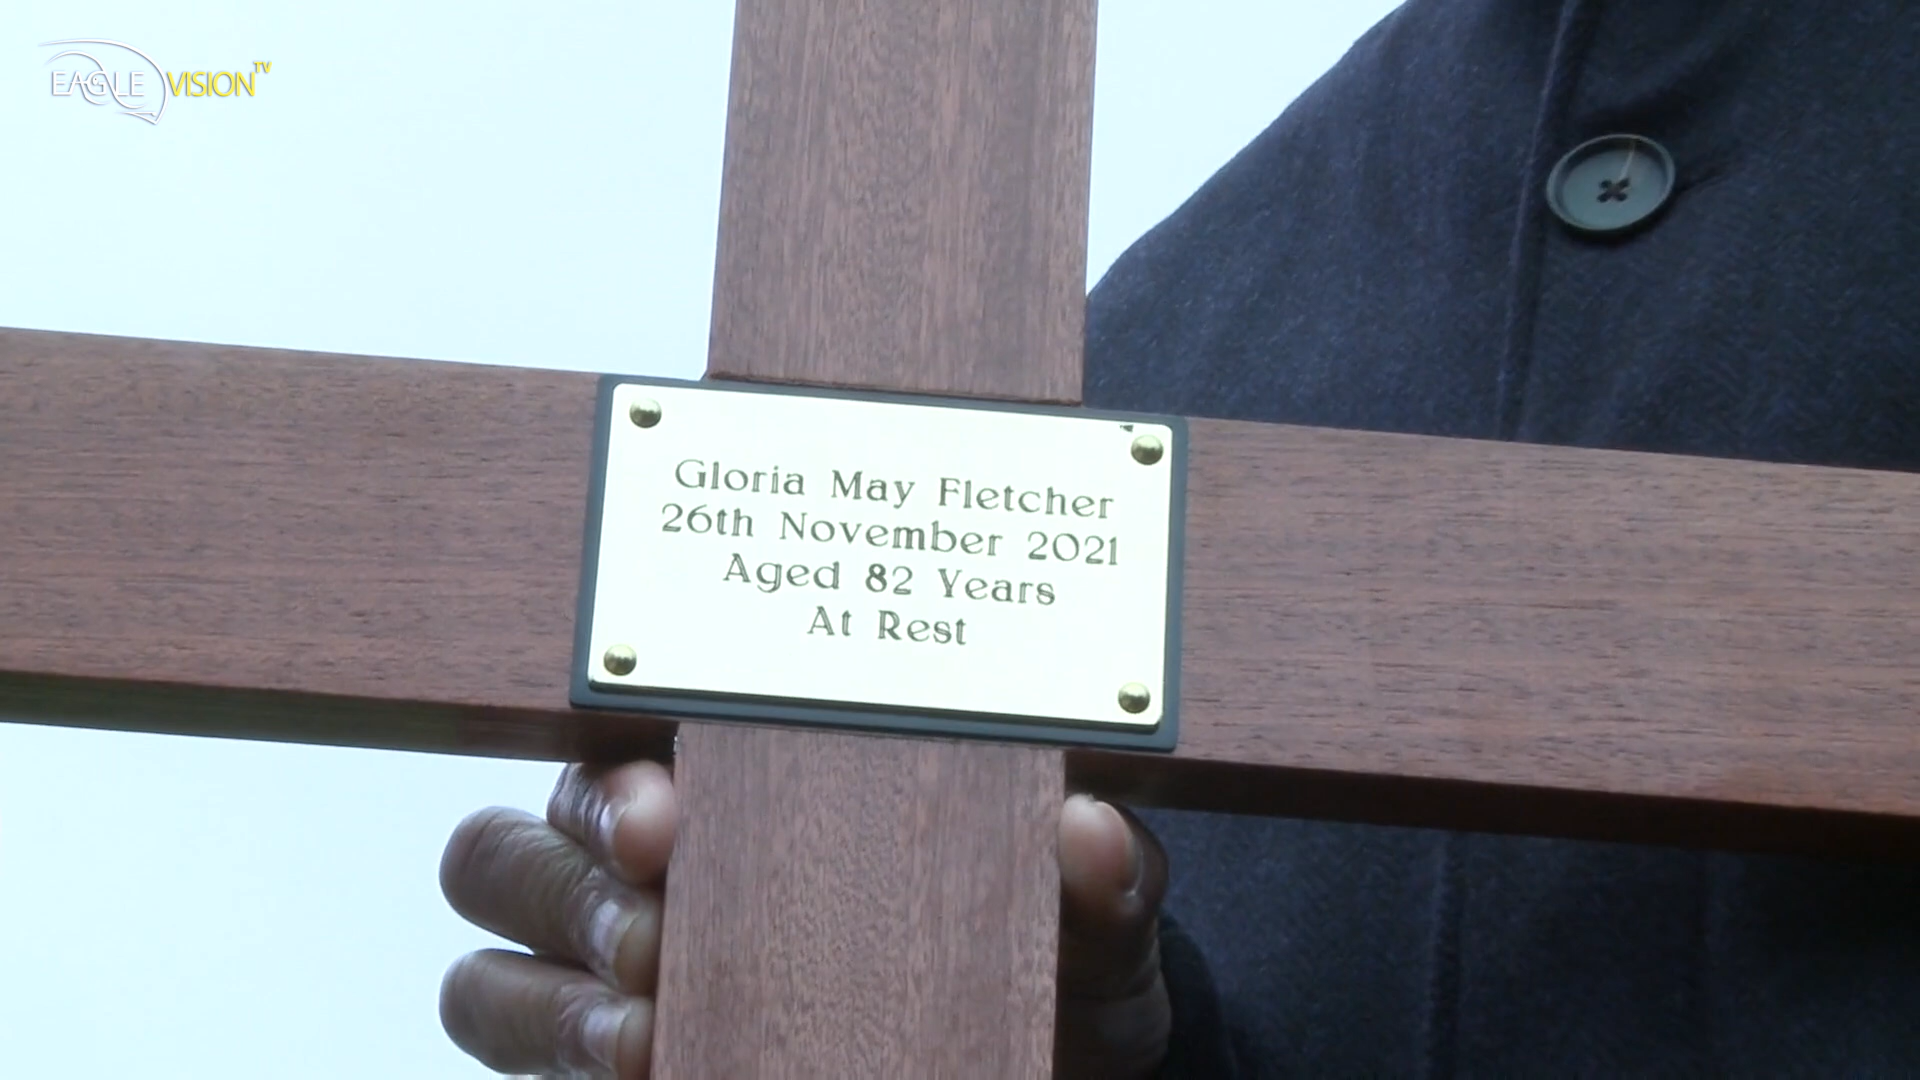 EAGLE VISION TV
Gloria May Fletcher
26th November 2021
Aged 82 Years
At Rest